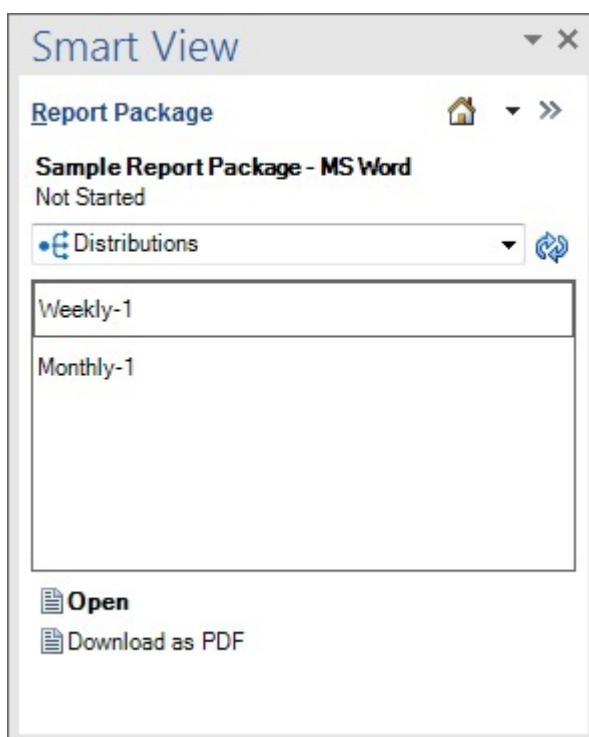 Smart View
Report Package
Sample Report Package - MS Word
Not Started
Distributions
Weekly-1
Monthly-1
Open
Download as PDF